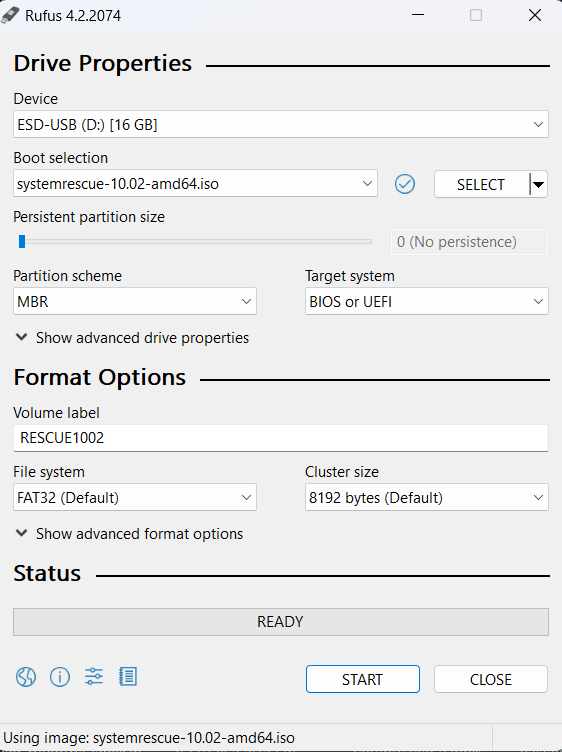 Rufus 4.2.2074
Drive Properties
Device
ESD-USB (D:) [16 GB]
Boot selection
systemrescue-10.02-amd64.iso
SELECT
Persistent partition size
0 (No persistence)
Partition scheme
Target system
MBR
BIOS or UEFI
Show advanced drive properties
Format Options
Volume label
RESCUE1002
File system
Cluster size
FAT32 (Default)
8192 bytes (Default)
Show advanced format options
Status
READY
START
CLOSE
Using image: systemrescue-10.02-amd64.iso